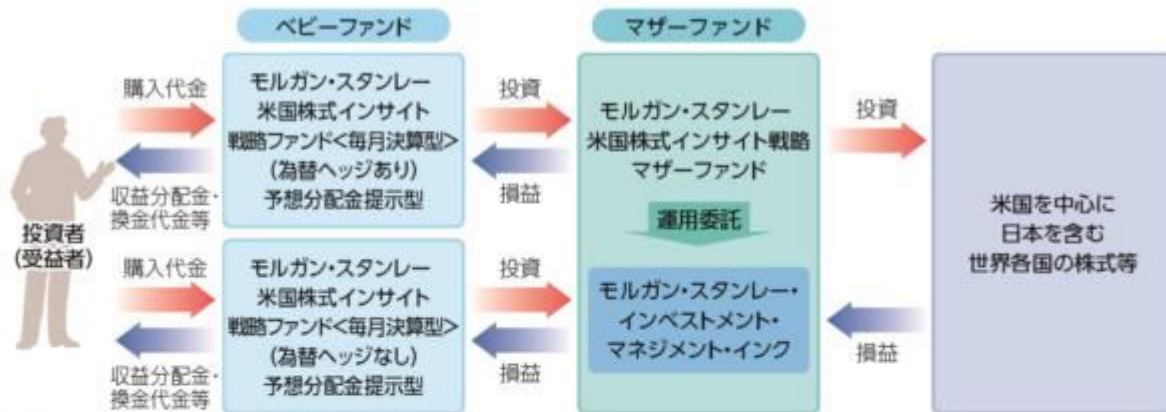 ベビーファンド
マザーファンド
購入代金
収益分配金・
換金代金等
モルガン・スタンレー
米国株式インサイト
戦略ファンド<毎月決算型>
(為替ヘッジあり)
予想分配金提示型
投資
損益
投資者
(受益者)
購入代金
収益分配金・
換金代金等
モルガン・スタンレー
米国株式インサイト
戦略ファンド<毎月決算型>
(為替ヘッジなし)
予想分配金提示型
投資
損益
モルガン・スタンレー
米国株式インサイト戦略
マザーファンド
運用委託
モルガン・スタンレー・
インベストメント・
マネジメント・インク
投資
損益
米国を中心に
日本を含む
世界各国の株式等